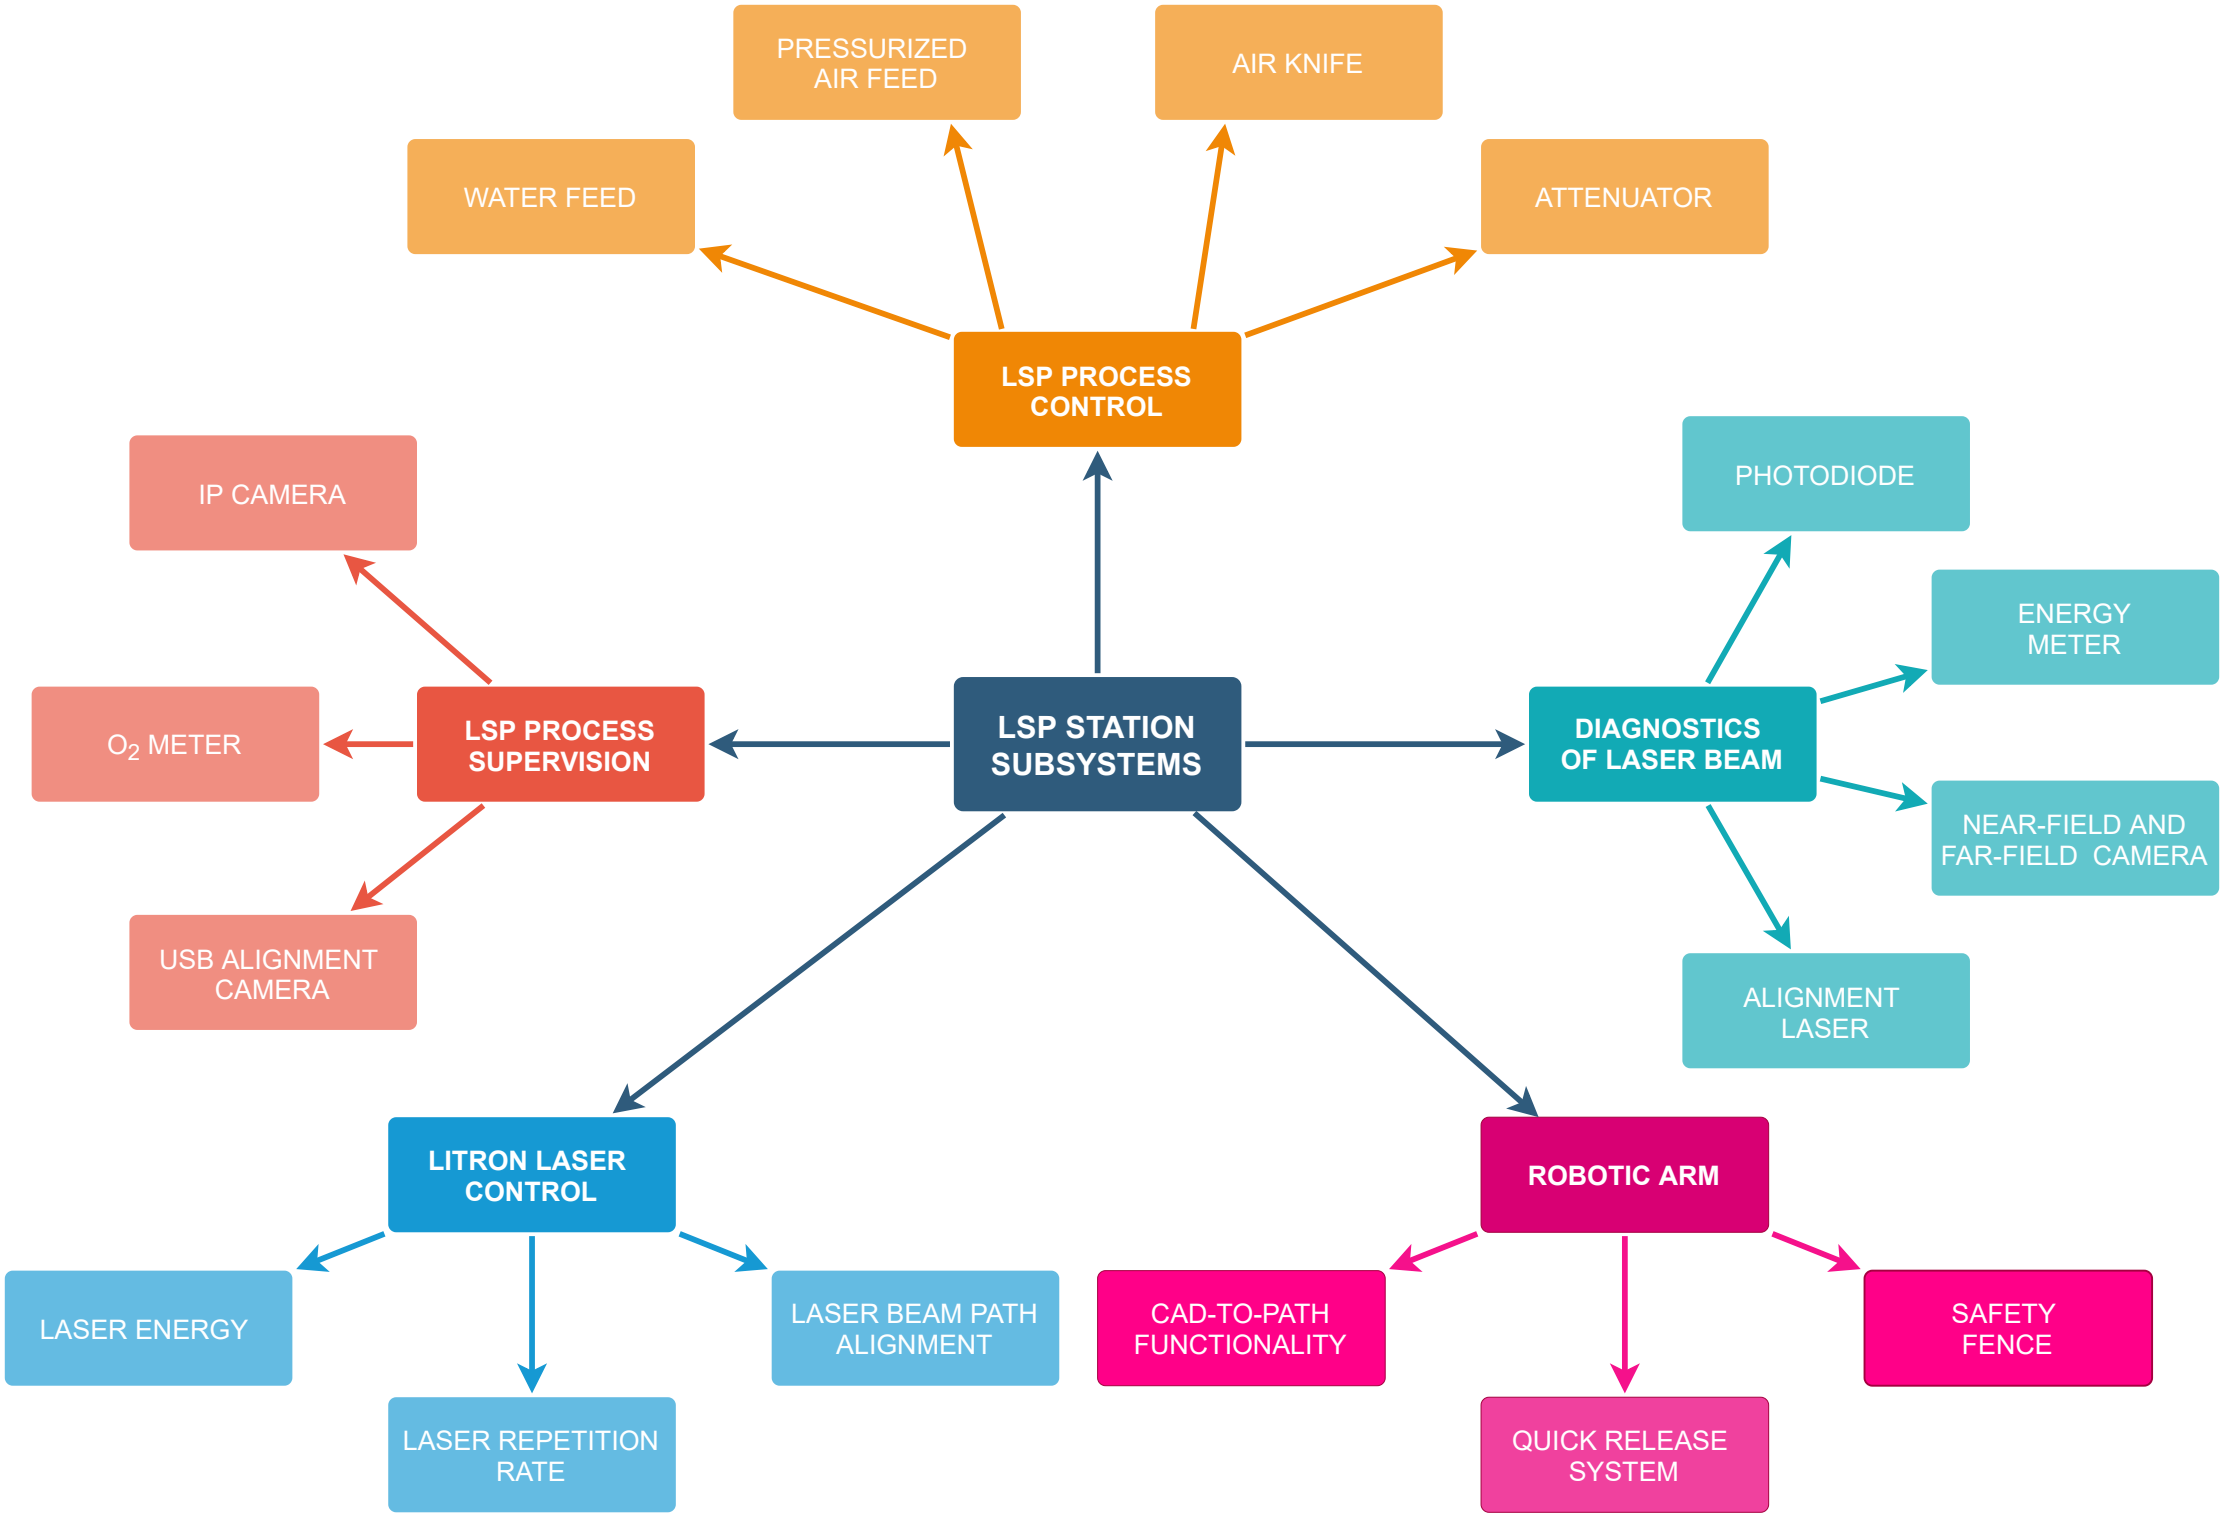 PRESSURIZED
AIR FEED
AIR KNIFE
WATER FEED
ATTENUATOR
LSP PROCESS
CONTROL
IP CAMERA
PHOTODIODE
ENERGY
METER
O₂ METER
LSP PROCESS
SUPERVISION
LSP STATION
SUBSYSTEMS
DIAGNOSTICS
OF LASER BEAM
NEAR-FIELD AND
FAR-FIELD CAMERA
USB ALIGNMENT
CAMERA
ALIGNMENT
LASER
LITRON LASER
CONTROL
ROBOTIC ARM
LASER ENERGY
LASER BEAM PATH
ALIGNMENT
CAD-TO-PATH
FUNCTIONALITY
SAFETY
FENCE
LASER REPETITION
RATE
QUICK RELEASE
SYSTEM